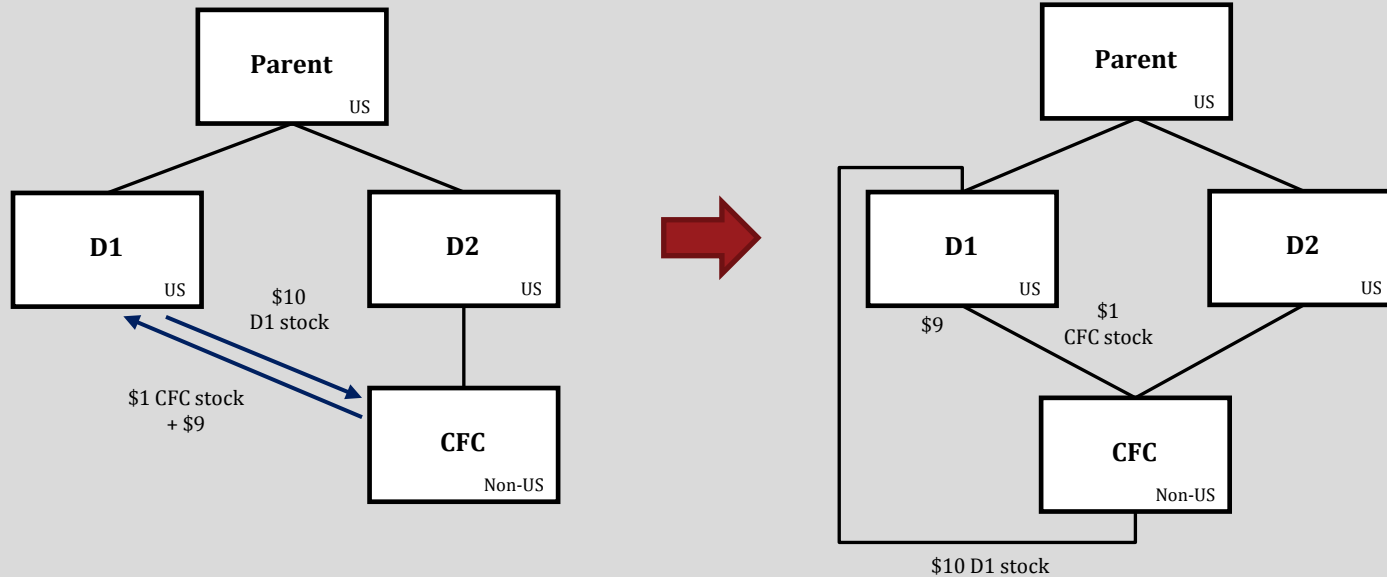 Parent
US
D1
US
D2
US
$10
D1 stock
$1 CFC stock
+ $9
CFC
Non-US
Parent
US
D1
US
D2
US
$9
$1
CFC stock
CFC
Non-US
$10 D1 stock